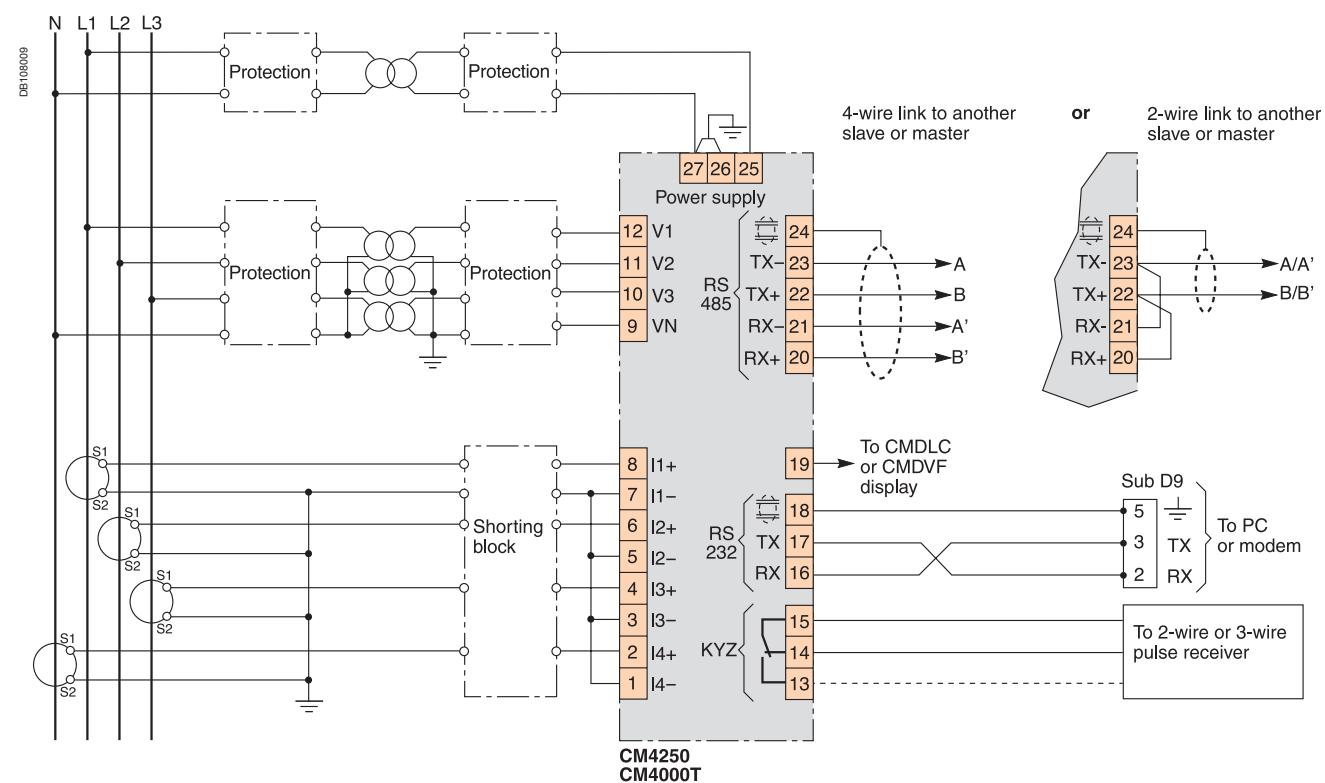 DB108009
N L1 L2 L3
Protection
Protection
27 26 25
Power supply
4-wire link to another
slave or master
or
2-wire link to another
slave or master
Protection
Protection
12 V1
11 V2
10 V3
9 VN
RS
485
24
TX– 23 A
TX+ 22 B
RX– 21 A'
RX+ 20 B'
24
TX- 23 A/A'
TX+ 22 B/B'
RX- 21
RX+ 20
S1
S2
S1
S2
S1
S2
S1
S2
Shorting
block
8 I1+
7 I1–
6 I2+
5 I2–
4 I3+
3 I3–
2 I4+
1 I4–
19
To CMDLC
or CMDVF
display
RS
232
18
TX 17
RX 16
Sub D9
5
3 TX
2 RX
To PC
or modem
KYZ
15
14
13
To 2-wire or 3-wire
pulse receiver
CM4250
CM4000T